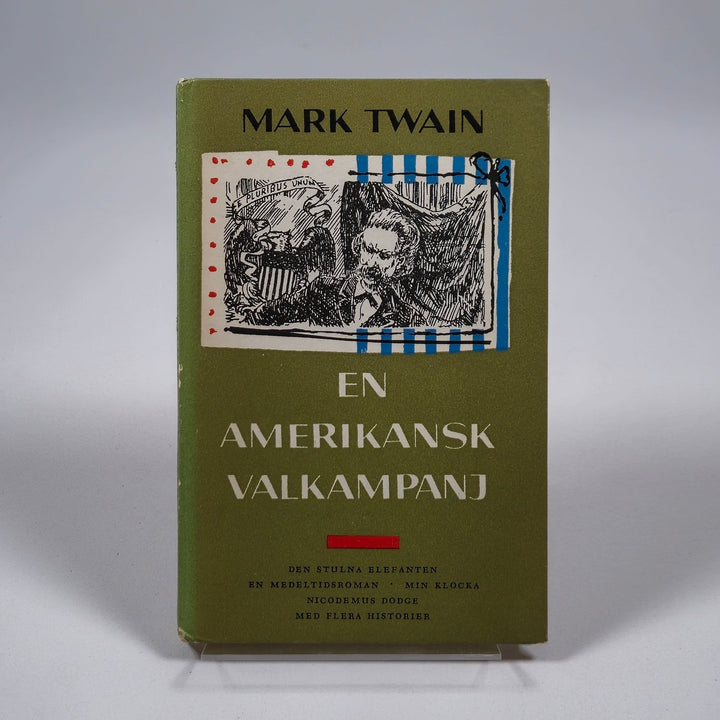 MARK TWAIN
E PLURIBUS UNUM
EN
AMERIKANSK
VALKAMPANJ
DEN STULNA ELEFANTEN
EN MEDELTIDSROMAN · MIN KLOCKA
NICODEMUS DODGE
MED FLERA HISTORIER